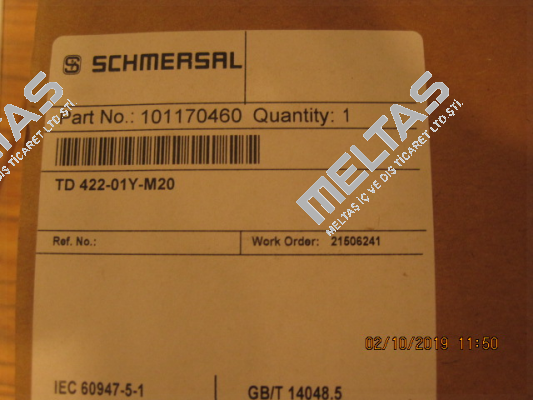 SCHMERSAL
Part No.: 101170460 Quantity: 1
TD 422-01Y-M20
Ref. No.:
Work Order: 21506241
IEC 60947-5-1
GB/T 14048.5
02/10/2019 11:50
MELTAS
MELTAŞ İÇ VE DIŞ TİCARET LTD.ŞTİ.
MELTAS